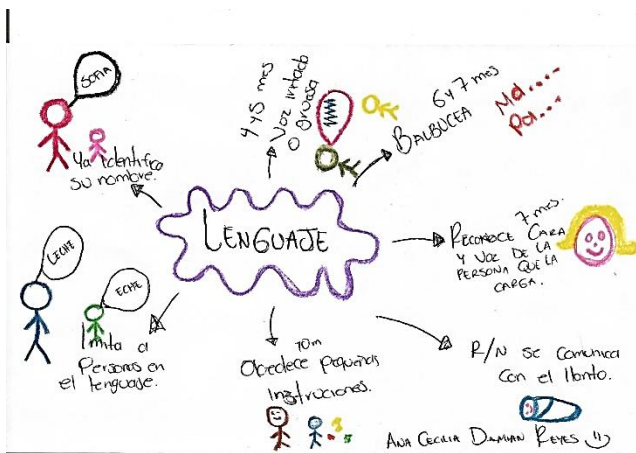 SOFIA
Ya identifica
su nombre.
4 y 5 mes
Voz irritada
o gruesa
6 y 7 mes
BALBUCEA
Ma....
Pa....
LENGUAJE
7 mes.
RECONOCE CARA
Y VOZ DE LA
PERSONA QUE LA
CARGA.
LECHE
ECHE
Imita a
Personas en
el lenguaje.
10m
Obedece pequeñas
instrucciones.
R/N se comunica
con el llanto.
ANA CECILIA DAMIAN REYES